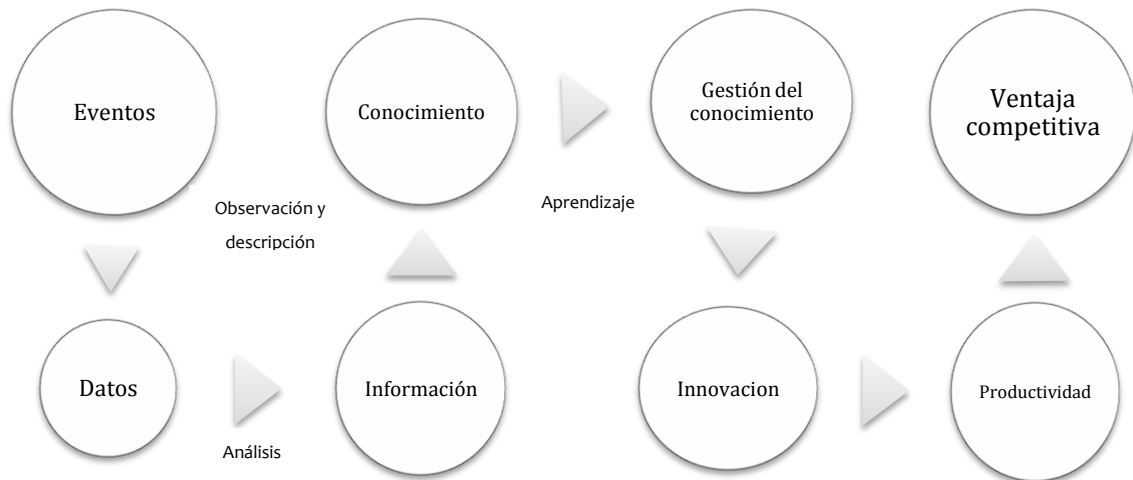 Eventos
Conocimiento
Gestión del
conocimiento
Ventaja
competitiva
Observación y
descripción
Aprendizaje
Datos
Información
Innovacion
Productividad
Análisis